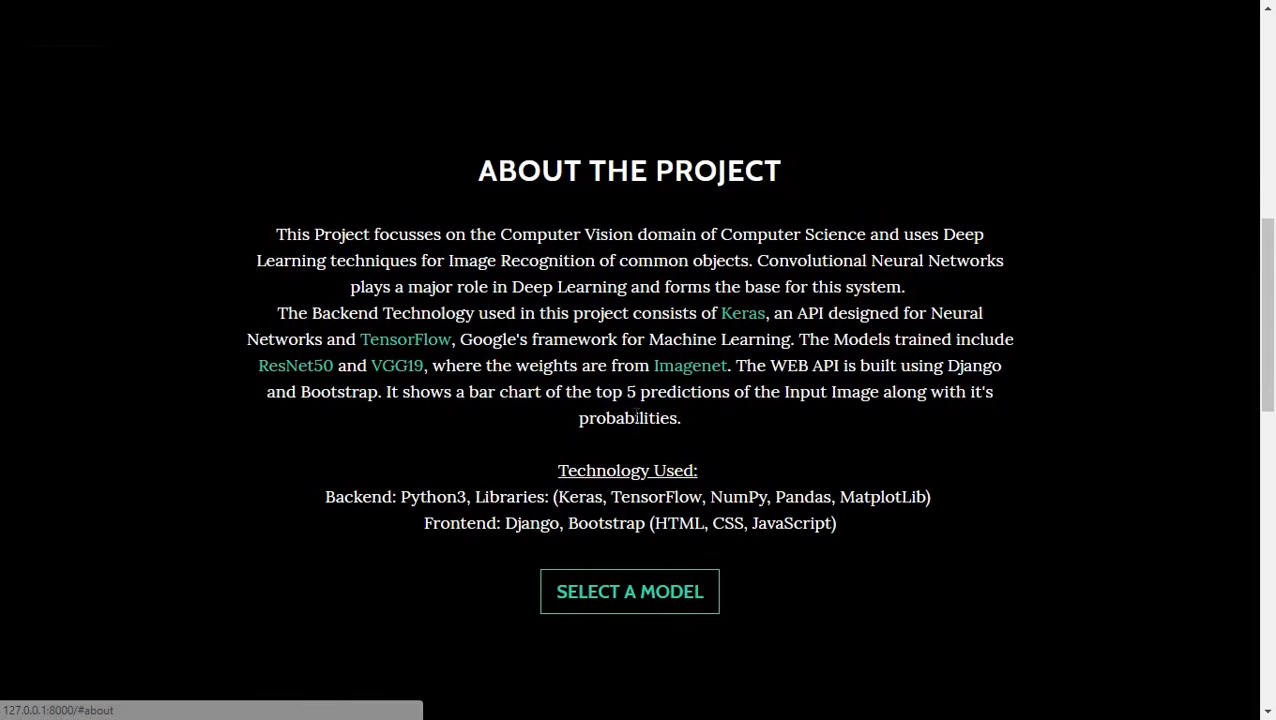 ABOUT THE PROJECT
This Project focusses on the Computer Vision domain of Computer Science and uses Deep
Learning techniques for Image Recognition of common objects. Convolutional Neural Networks
plays a major role in Deep Learning and forms the base for this system.
The Backend Technology used in this project consists of Keras, an API designed for Neural
Networks and TensorFlow, Google's framework for Machine Learning. The Models trained include
ResNet50 and VGG19, where the weights are from Imagenet. The WEB API is built using Django
and Bootstrap. It shows a bar chart of the top 5 predictions of the Input Image along with it's
probabilities.
Technology Used:
Backend: Python3, Libraries: (Keras, TensorFlow, NumPy, Pandas, MatplotLib)
Frontend: Django, Bootstrap (HTML, CSS, JavaScript)
SELECT A MODEL
127.0.0.1:8000/#about